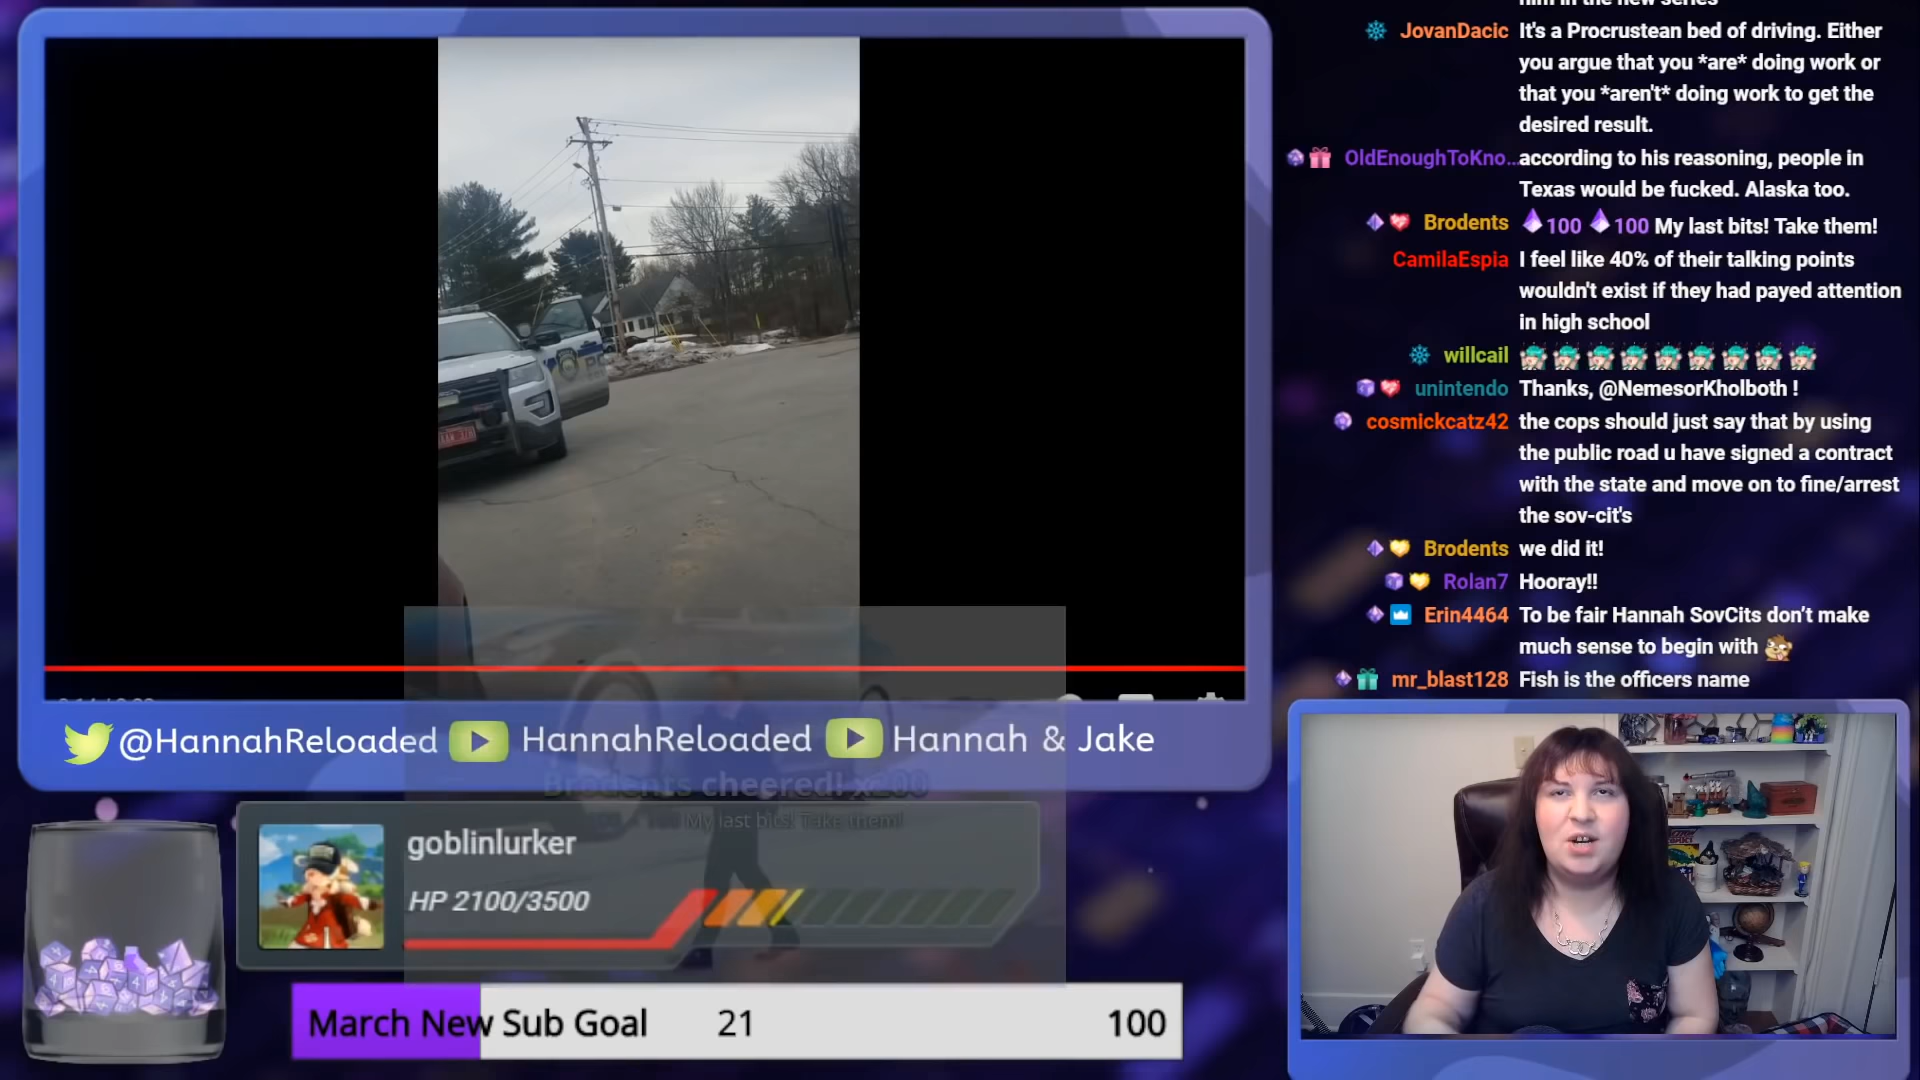 JovanDacic It's a Procrustean bed of driving. Either
you argue that you *are* doing work or
that you *aren't* doing work to get the
desired result.
OldEnoughToKno... according to his reasoning, people in
Texas would be fucked. Alaska too.
Brodents 100 100 My last bits! Take them!
CamilaEspia I feel like 40% of their talking points
wouldn't exist if they had payed attention
in high school
willcail
unintendo Thanks, @NemesorKholboth !
cosmickcatz42 the cops should just say that by using
the public road u have signed a contract
with the state and move on to fine/arrest
the sov-cit's
Brodents we did it!
Rolan7 Hooray!!
Erin4464 To be fair Hannah SovCits don't make
much sense to begin with
mr_blast128 Fish is the officers name
@HannahReloaded HannahReloaded Hannah & Jake
Brodents cheered! x200
My last bits! Take them!
goblinlurker
HP 2100/3500
March New Sub Goal 21 100